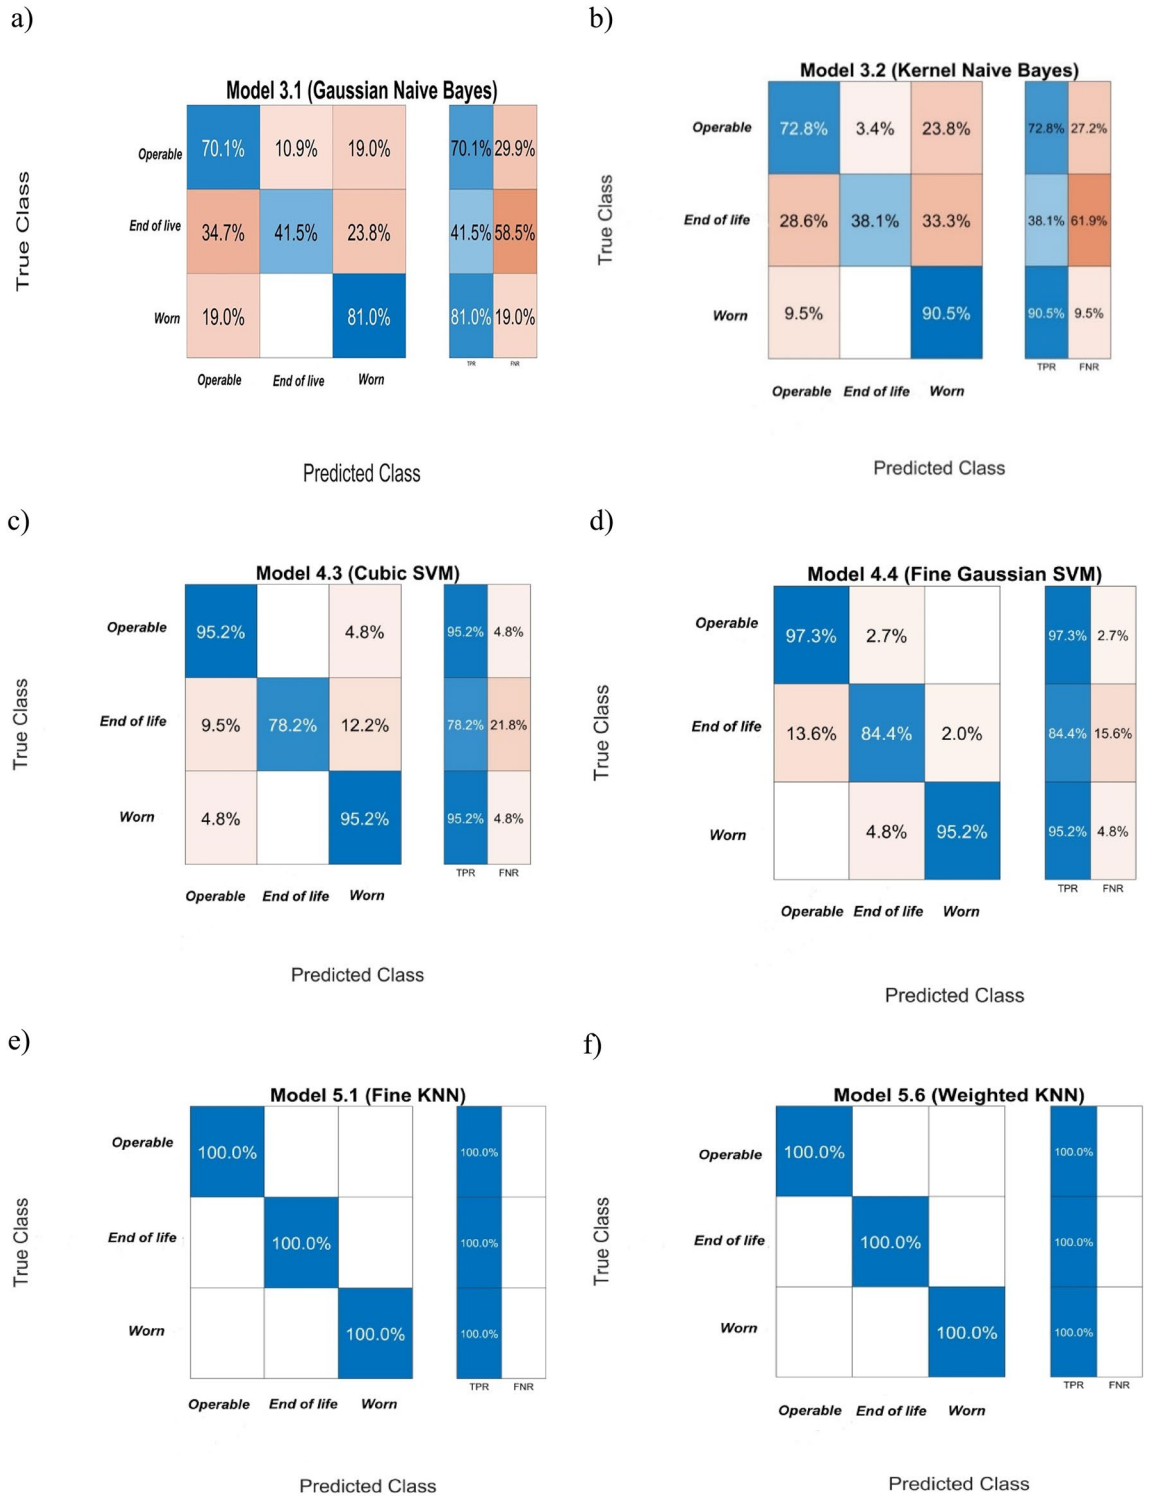 a)
Model 3.1 (Gaussian Naive Bayes)
True Class
Operable
70.1% 10.9% 19.0% 70.1% 29.9%
End of live
34.7% 41.5% 23.8% 41.5% 58.5%
Worn
19.0% 81.0% 81.0% 19.0%
TPR FNR
Operable End of live Worn
Predicted Class
b)
Model 3.2 (Kernel Naive Bayes)
True Class
Operable
72.8% 3.4% 23.8% 72.8% 27.2%
End of life
28.6% 38.1% 33.3% 38.1% 61.9%
Worn
9.5% 90.5% 90.5% 9.5%
TPR FNR
Operable End of life Worn
Predicted Class
c)
Model 4.3 (Cubic SVM)
True Class
Operable
95.2% 4.8% 95.2% 4.8%
End of life
9.5% 78.2% 12.2% 78.2% 21.8%
Worn
4.8% 95.2% 95.2% 4.8%
TPR FNR
Operable End of life Worn
Predicted Class
d)
Model 4.4 (Fine Gaussian SVM)
True Class
Operable
97.3% 2.7% 97.3% 2.7%
End of life
13.6% 84.4% 2.0% 84.4% 15.6%
Worn
4.8% 95.2% 95.2% 4.8%
TPR FNR
Operable End of life Worn
Predicted Class
e)
Model 5.1 (Fine KNN)
True Class
Operable
100.0% 100.0%
End of life
100.0% 100.0%
Worn
100.0% 100.0%
TPR FNR
Operable End of life Worn
Predicted Class
f)
Model 5.6 (Weighted KNN)
True Class
Operable
100.0% 100.0%
End of life
100.0% 100.0%
Worn
100.0% 100.0%
TPR FNR
Operable End of life Worn
Predicted Class